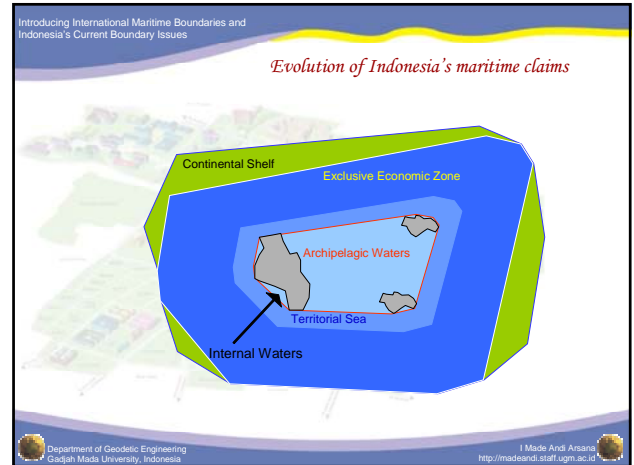 Introducing International Maritime Boundaries and
Indonesia's Current Boundary Issues
Evolution of Indonesia's maritime claims
Continental Shelf
Exclusive Economic Zone
Archipelagic Waters
Territorial Sea
Internal Waters
Department of Geodetic Engineering
Gadjah Mada University, Indonesia
I Made Andi Arsana
http://madeandi.staff.ugm.ac.id